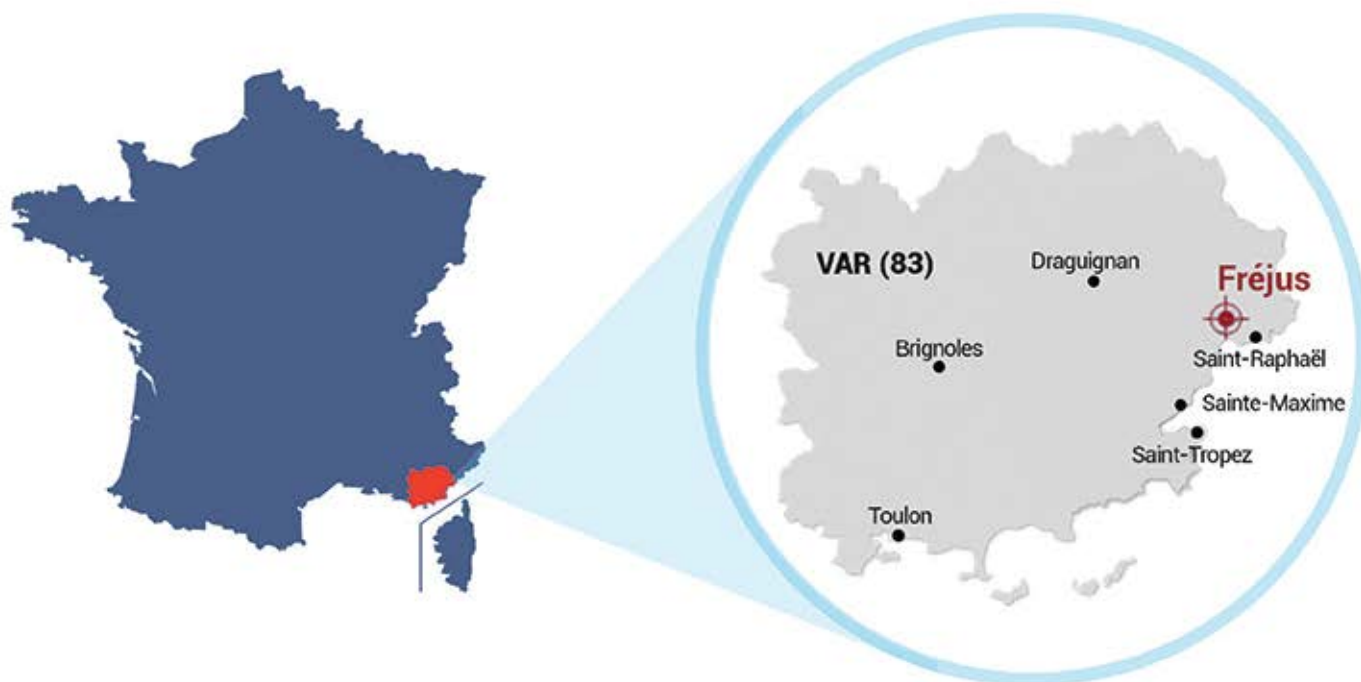 VAR (83)
Draguignan
Fréjus
Brignoles
Saint-Raphaël
Sainte-Maxime
Saint-Tropez
Toulon